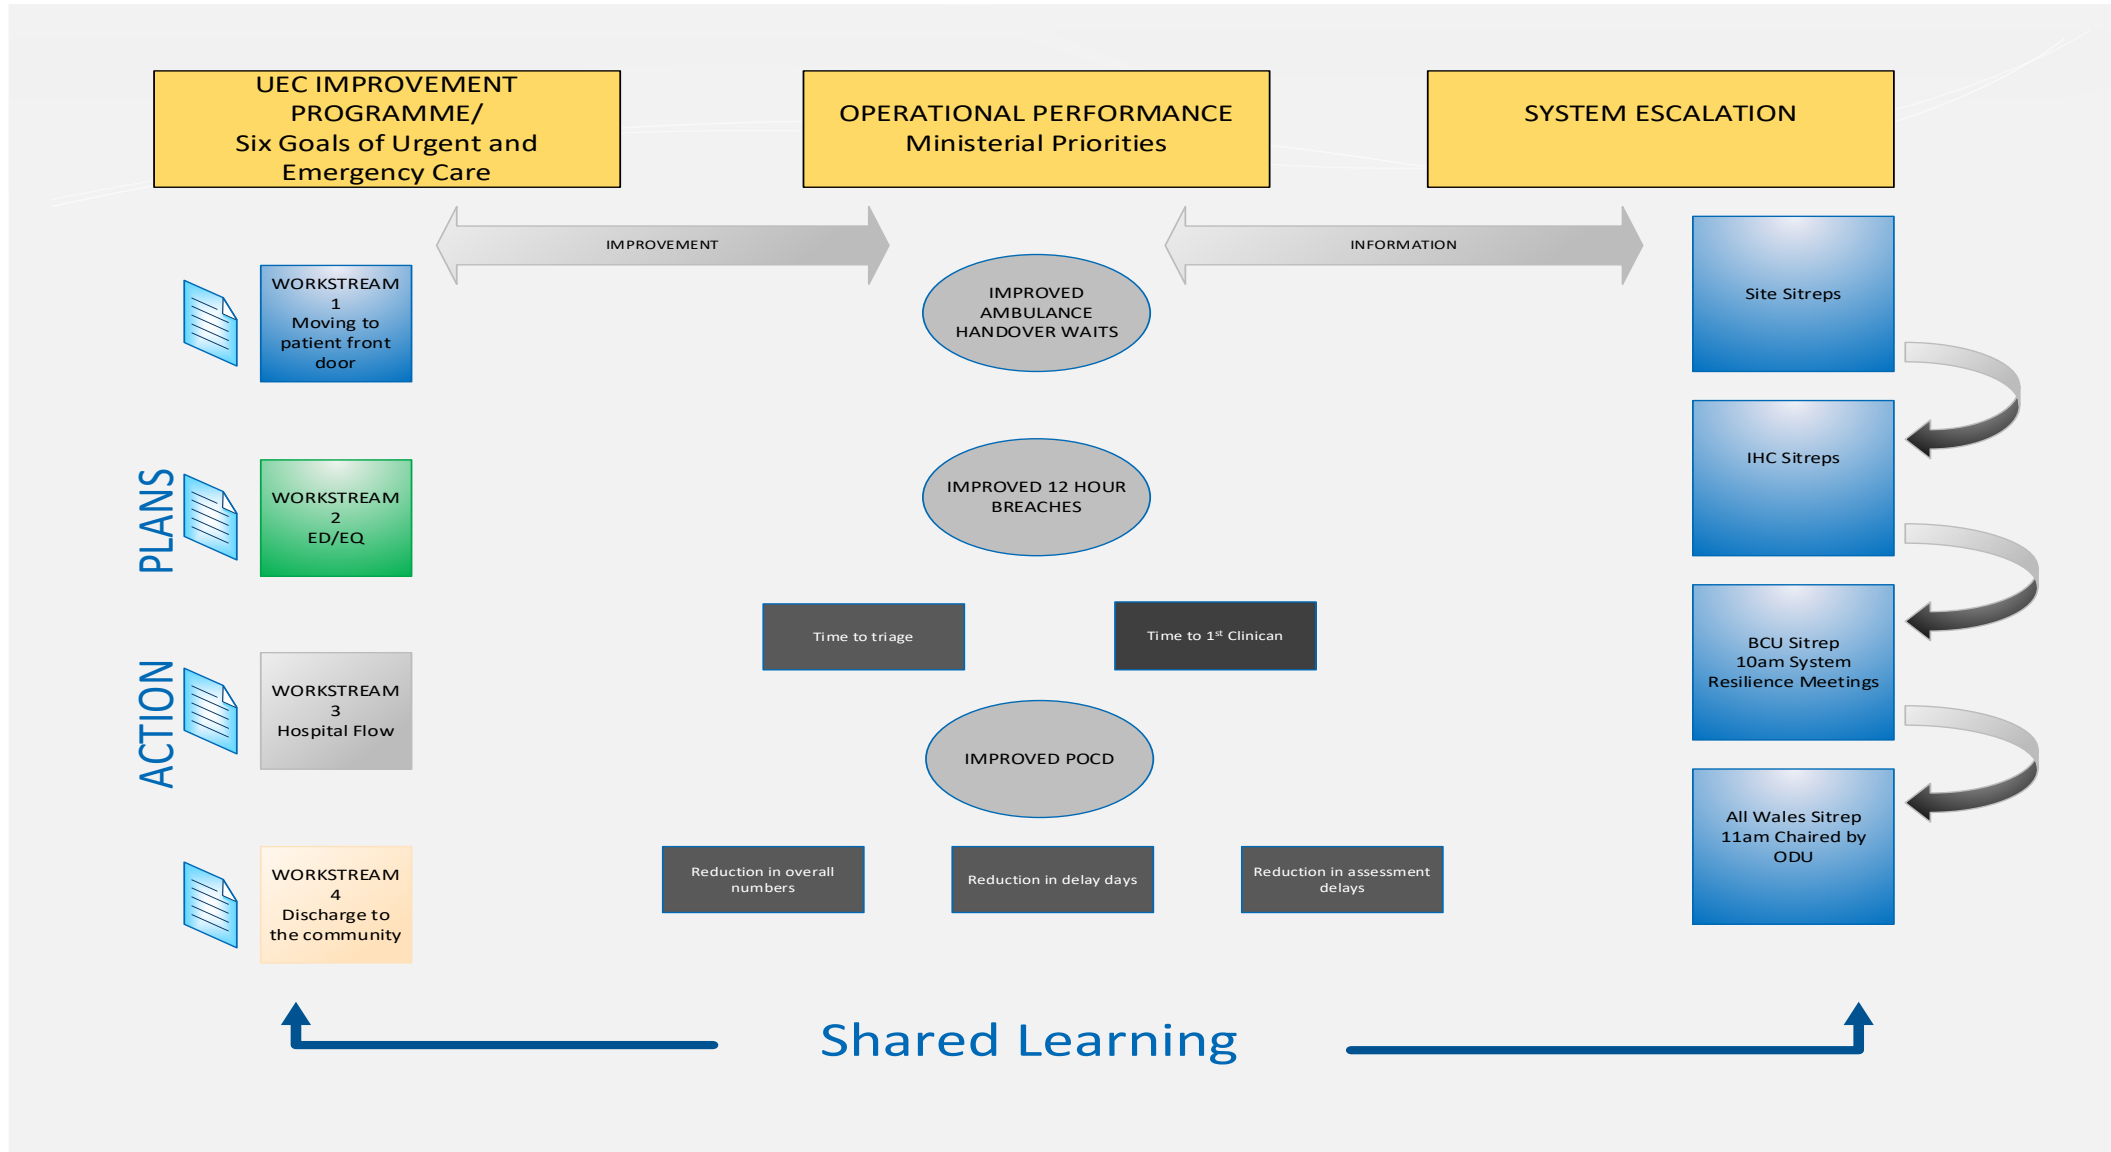 UEC IMPROVEMENT
PROGRAMME/
Six Goals of Urgent and
Emergency Care
OPERATIONAL PERFORMANCE
Ministerial Priorities
SYSTEM ESCALATION
IMPROVEMENT
INFORMATION
ACTION PLANS
WORKSTREAM
1
Moving to
patient front
door
WORKSTREAM
2
ED/EQ
WORKSTREAM
3
Hospital Flow
WORKSTREAM
4
Discharge to
the community
IMPROVED
AMBULANCE
HANDOVER WAITS
IMPROVED 12 HOUR
BREACHES
Time to triage
Time to 1st Clinican
IMPROVED POCD
Reduction in overall
numbers
Reduction in delay days
Reduction in assessment
delays
Site Sitreps
IHC Sitreps
BCU Sitrep
10am System
Resilience Meetings
All Wales Sitrep
11am Chaired by
ODU
Shared Learning